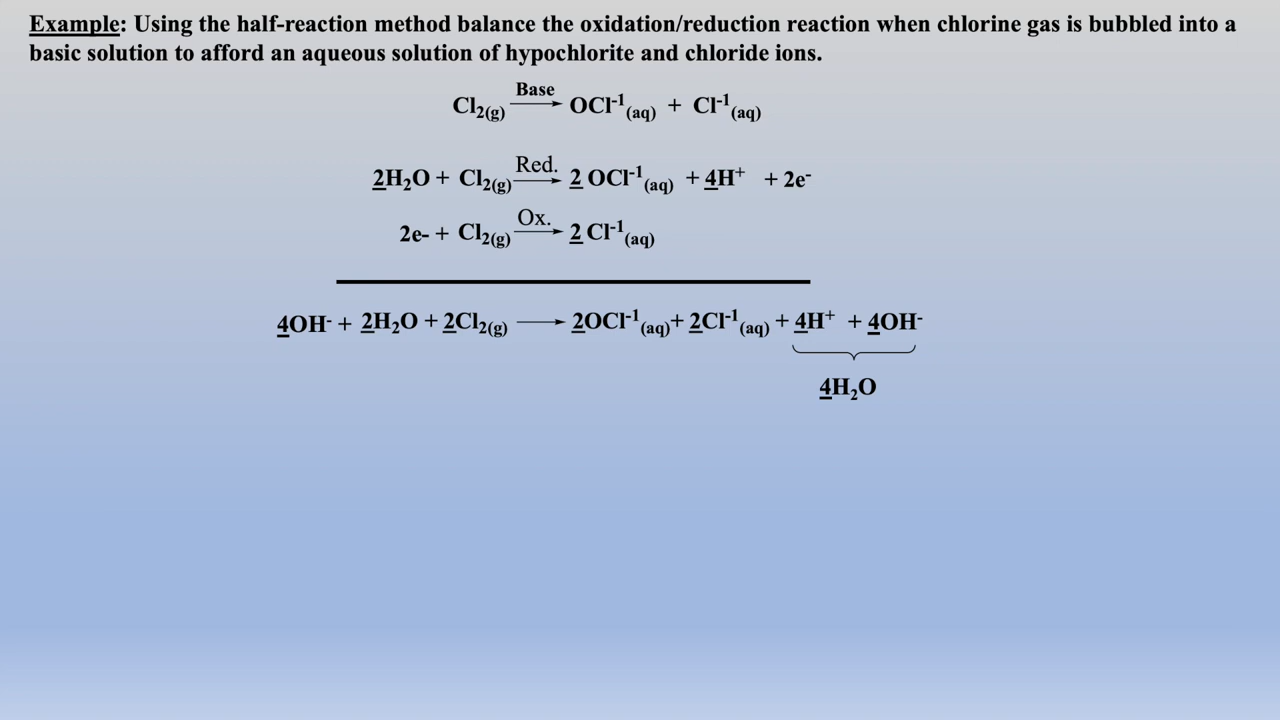 Example: Using the half-reaction method balance the oxidation/reduction reaction when chlorine gas is bubbled into a
basic solution to afford an aqueous solution of hypochlorite and chloride ions.
Base
Cl₂(g) ⟶ OCl⁻¹(aq) + Cl⁻¹(aq)
Red.
2H₂O + Cl₂(g) ⟶ 2 OCl⁻¹(aq) + 4H⁺ + 2e⁻
Ox.
2e- + Cl₂(g) ⟶ 2 Cl⁻¹(aq)
4OH⁻ + 2H₂O + 2Cl₂(g) ⟶ 2OCl⁻¹(aq)+ 2Cl⁻¹(aq) + 4H⁺ + 4OH⁻
4H₂O